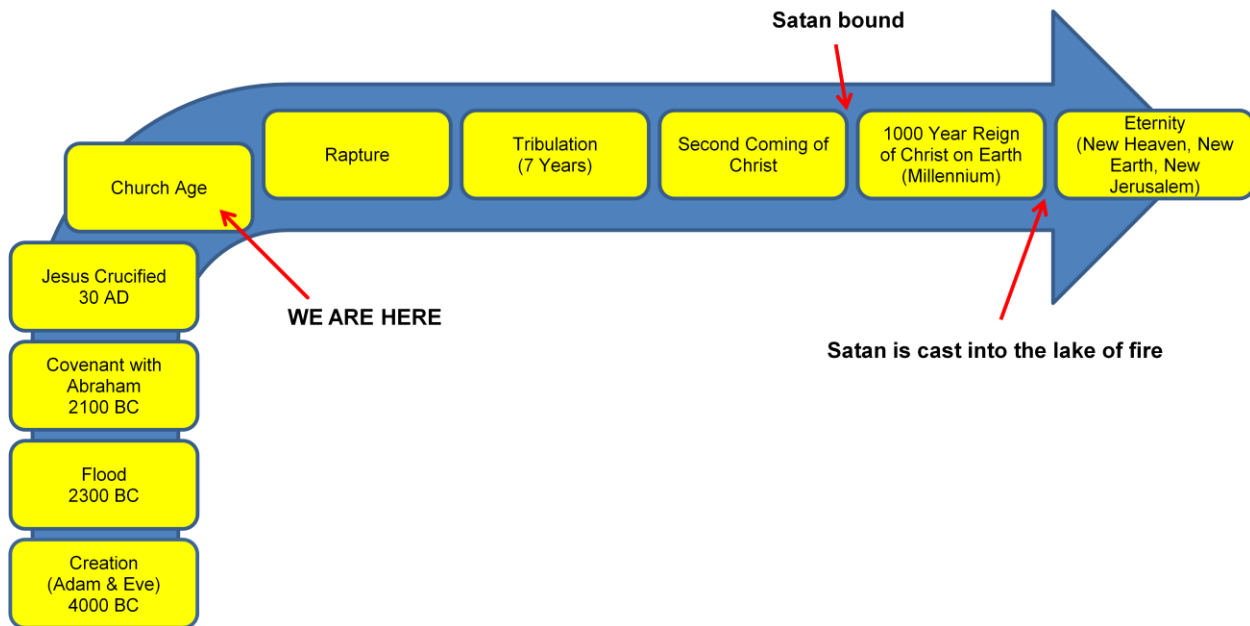 Satan bound
Rapture
Tribulation
(7 Years)
Second Coming of
Christ
1000 Year Reign
of Christ on Earth
(Millennium)
Eternity
(New Heaven, New
Earth, New
Jerusalem)
Church Age
Jesus Crucified
30 AD
WE ARE HERE
Satan is cast into the lake of fire
Covenant with
Abraham
2100 BC
Flood
2300 BC
Creation
(Adam & Eve)
4000 BC